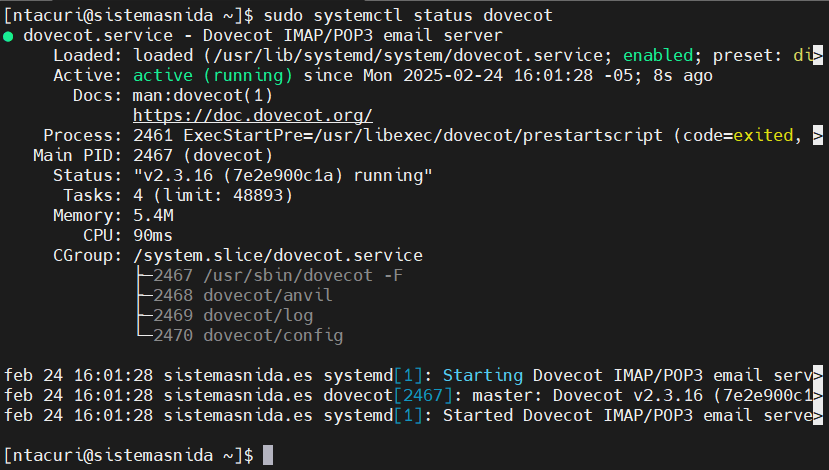 [ntacuri@sistemasnida ~]$ sudo systemctl status dovecot
● dovecot.service - Dovecot IMAP/POP3 email server
     Loaded: loaded (/usr/lib/systemd/system/dovecot.service; enabled; preset: di>
     Active: active (running) since Mon 2025-02-24 16:01:28 -05; 8s ago
       Docs: man:dovecot(1)
             https://doc.dovecot.org/
    Process: 2461 ExecStartPre=/usr/libexec/dovecot/prestartscript (code=exited, >
   Main PID: 2467 (dovecot)
     Status: "v2.3.16 (7e2e900c1a) running"
      Tasks: 4 (limit: 48893)
     Memory: 5.4M
        CPU: 90ms
     CGroup: /system.slice/dovecot.service
             ├─2467 /usr/sbin/dovecot -F
             ├─2468 dovecot/anvil
             ├─2469 dovecot/log
             └─2470 dovecot/config
feb 24 16:01:28 sistemasnida.es systemd[1]: Starting Dovecot IMAP/POP3 email serv>
feb 24 16:01:28 sistemasnida.es dovecot[2467]: master: Dovecot v2.3.16 (7e2e900c1>
feb 24 16:01:28 sistemasnida.es systemd[1]: Started Dovecot IMAP/POP3 email serve>
[ntacuri@sistemasnida ~]$